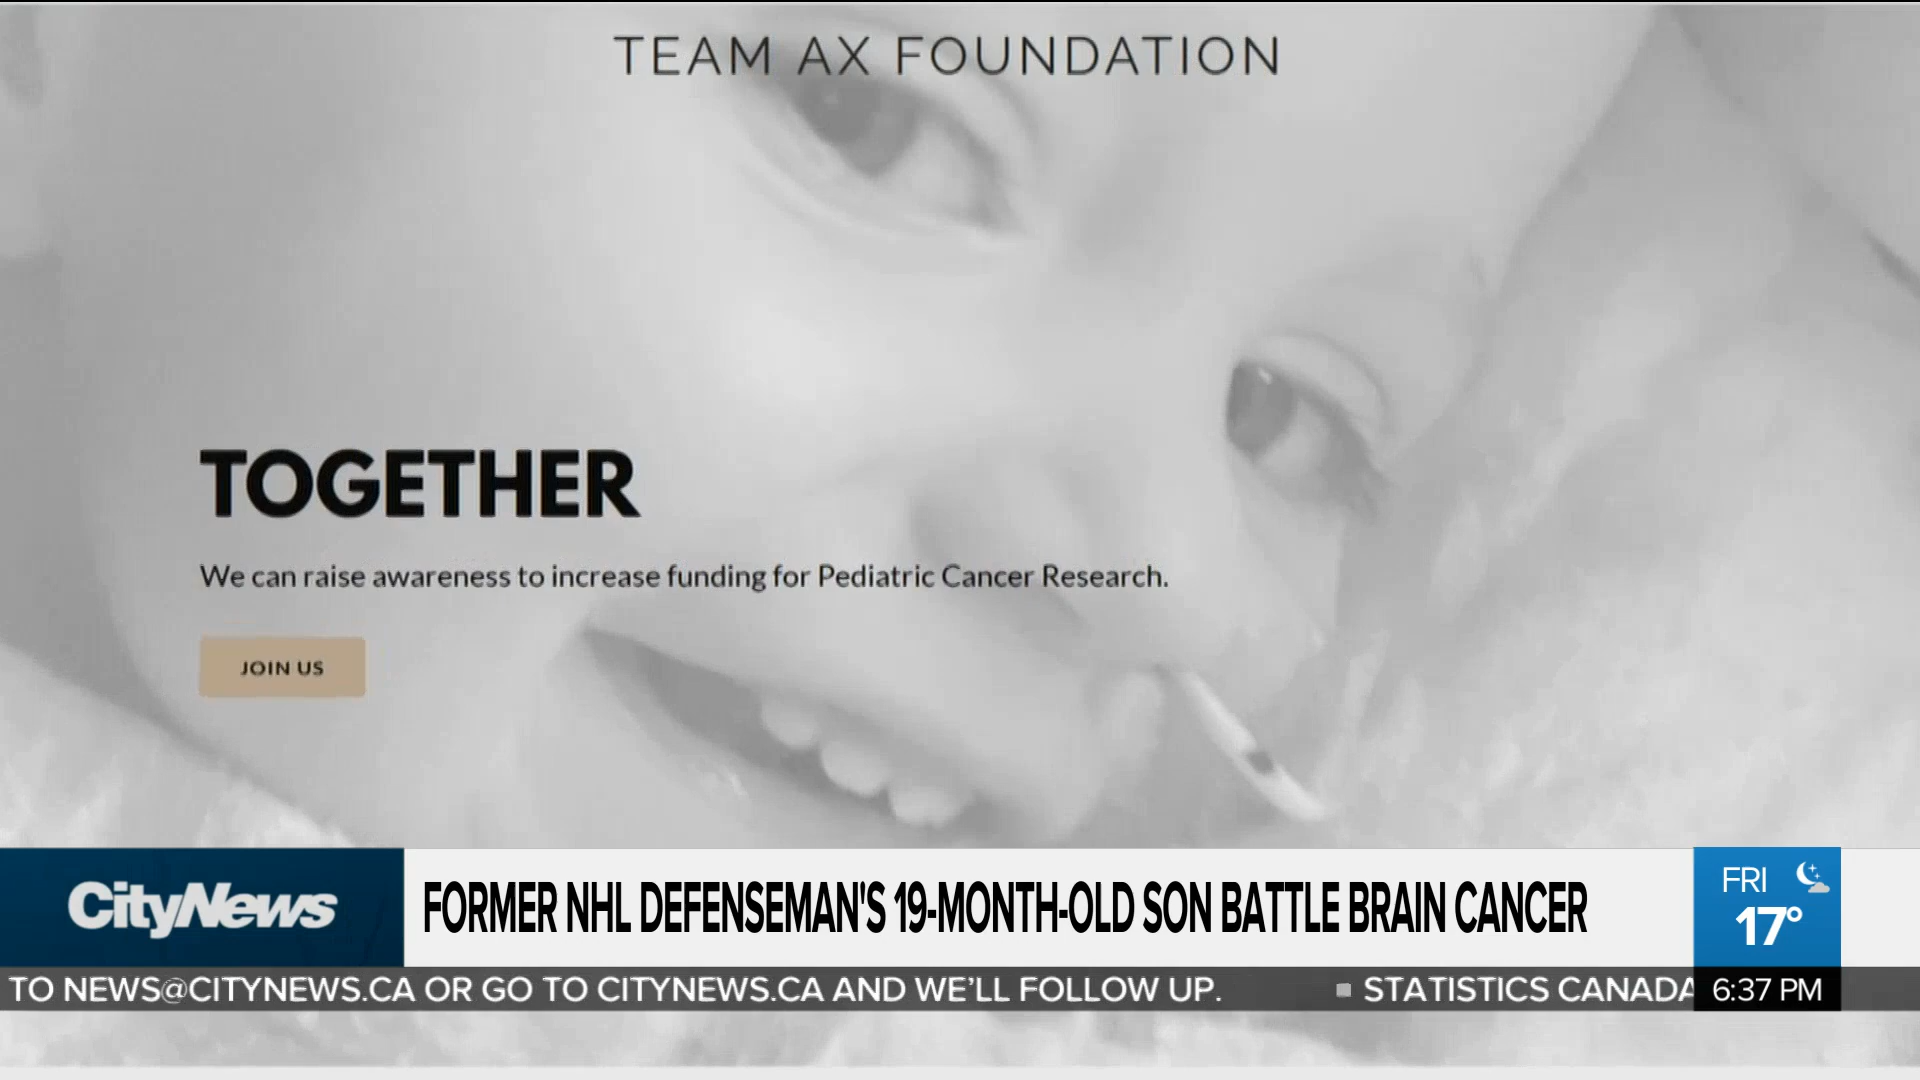 TEAM AX FOUNDATION
TOGETHER
We can raise awareness to increase funding for Pediatric Cancer Research.
JOIN US
CityNews
FORMER NHL DEFENSEMAN'S 19-MONTH-OLD SON BATTLE BRAIN CANCER
FRI
17°
TO NEWS@CITYNEWS.CA OR GO TO CITYNEWS.CA AND WE'LL FOLLOW UP. STATISTICS CANADA
6:37 PM